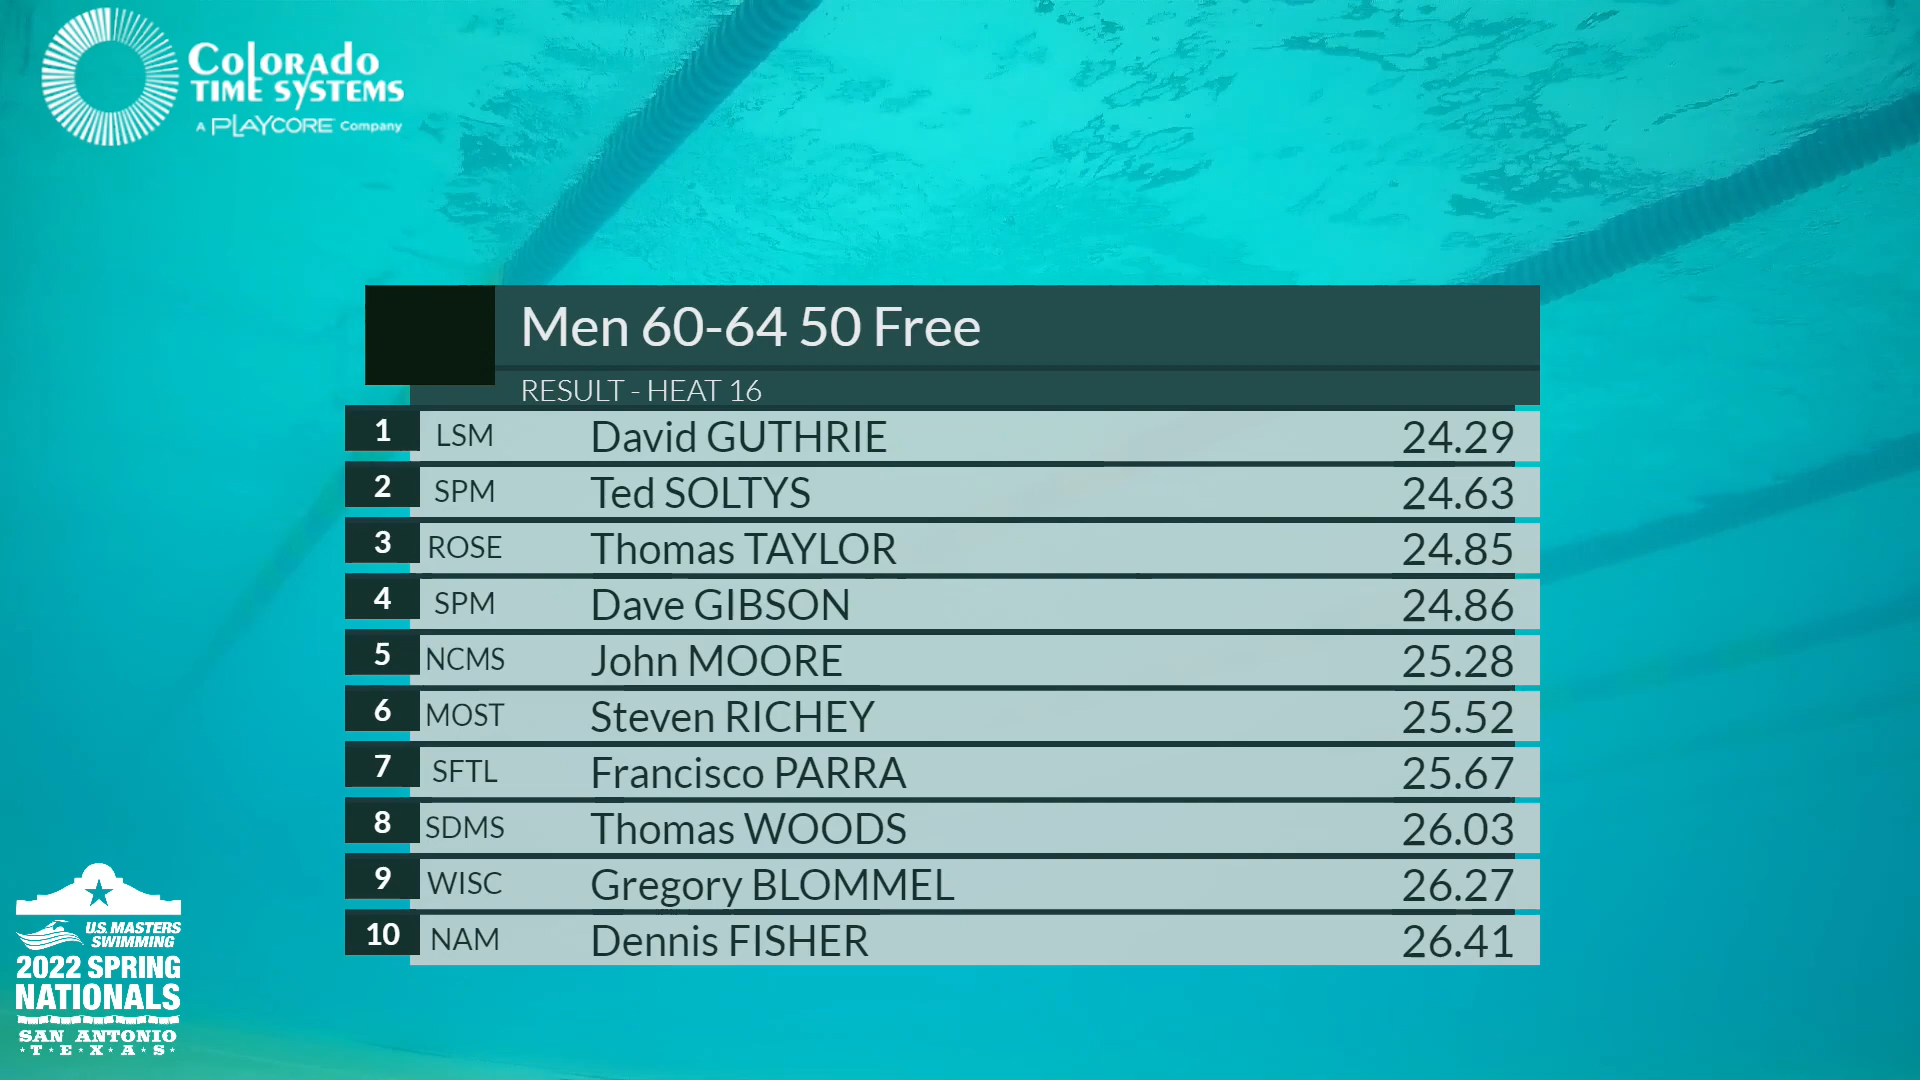 Colorado
TIME SYSTEMS
A PLAYCORE Company
Men 60-64 50 Free
RESULT - HEAT 16
1 LSM David GUTHRIE 24.29
2 SPM Ted SOLTYS 24.63
3 ROSE Thomas TAYLOR 24.85
4 SPM Dave GIBSON 24.86
5 NCMS John MOORE 25.28
6 MOST Steven RICHEY 25.52
7 SFTL Francisco PARRA 25.67
8 SDMS Thomas WOODS 26.03
9 WISC Gregory BLOMMEL 26.27
10 NAM Dennis FISHER 26.41
U.S. MASTERS
SWIMMING
2022 SPRING
NATIONALS
SAN ANTONIO
T·E·X·A·S